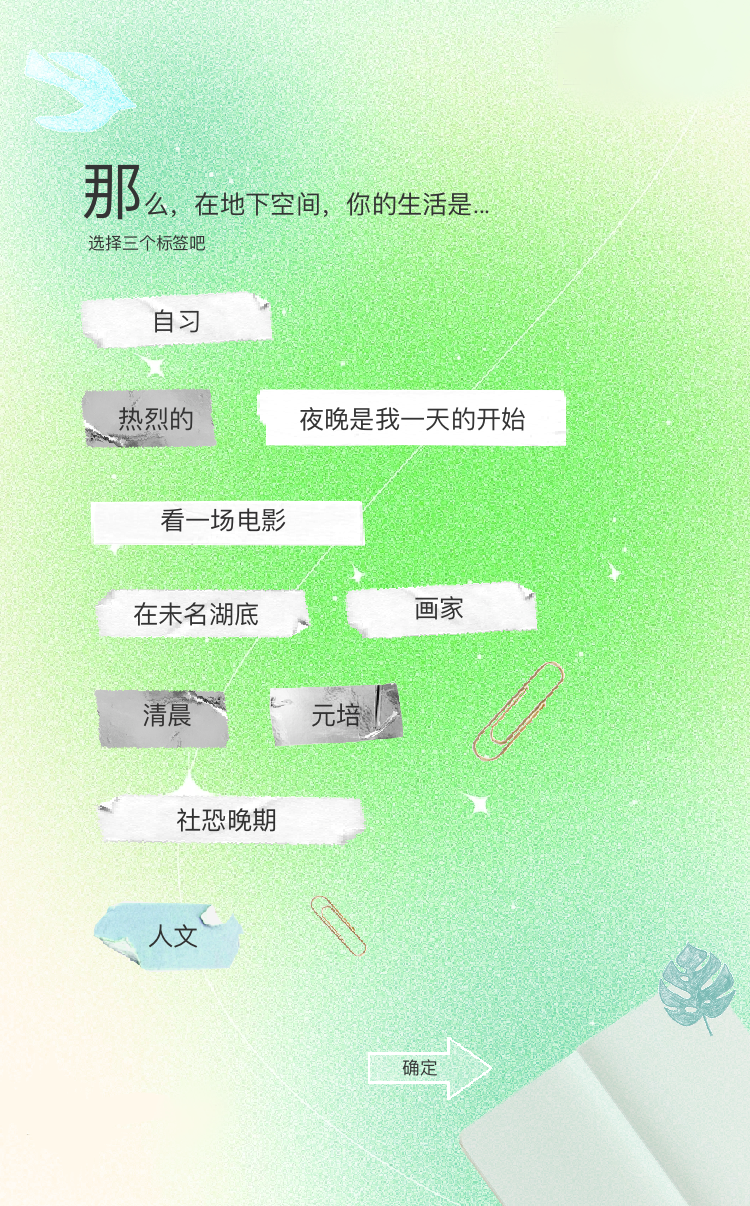 那么，在地下空间，你的生活是...
选择三个标签吧
自习
热烈的
夜晚是我一天的开始
看一场电影
在未名湖底
画家
清晨
元培
社恐晚期
人文
确定